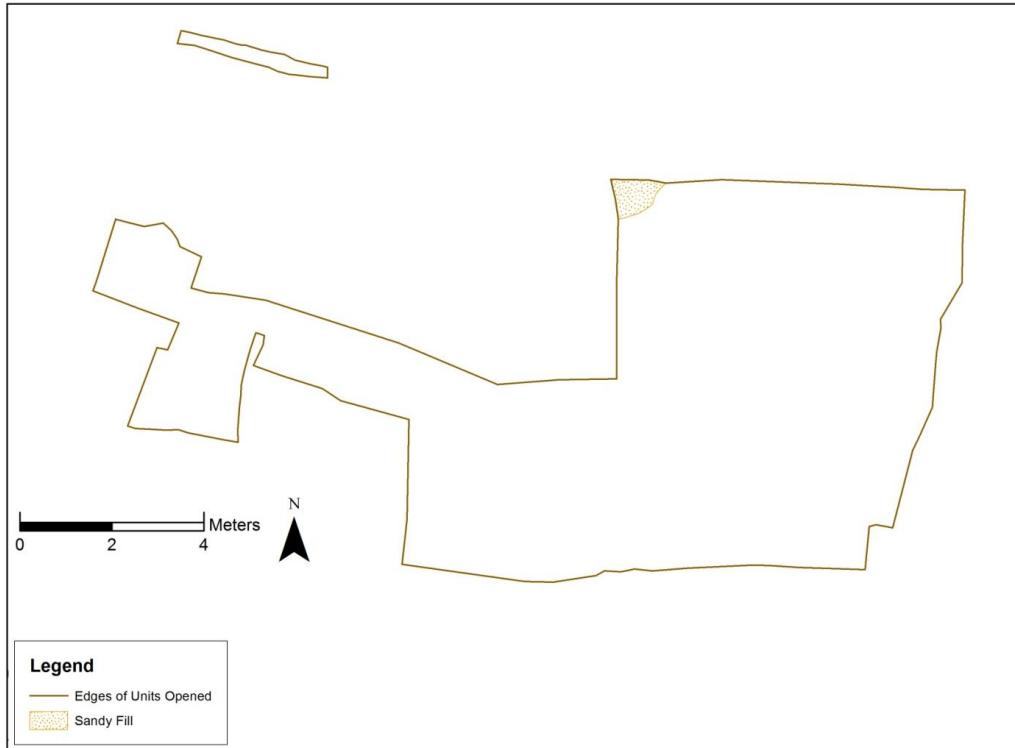 N
Meters
0 2 4
Legend
Edges of Units Opened
Sandy Fill